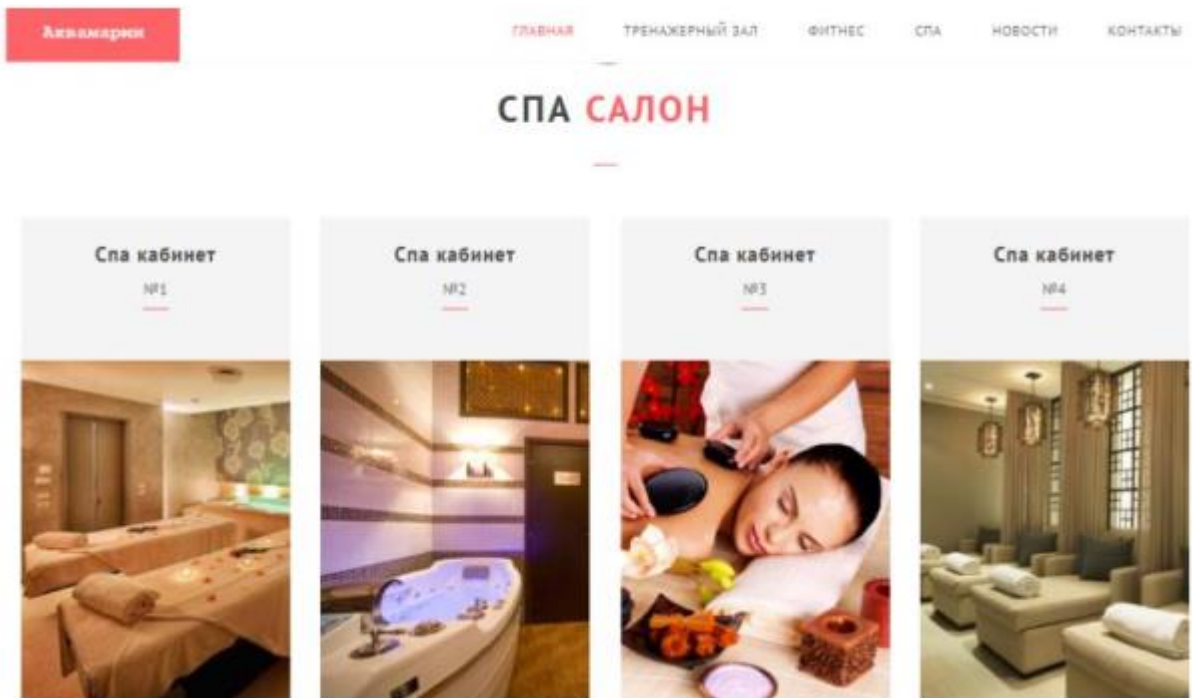 Аквамарин
ГЛАВНАЯ ТРЕНАЖЕРНЫЙ ЗАЛ ФИТНЕС СПА НОВОСТИ КОНТАКТЫ
СПА САЛОН
Спа кабинет
№1
Спа кабинет
№2
Спа кабинет
№3
Спа кабинет
№4